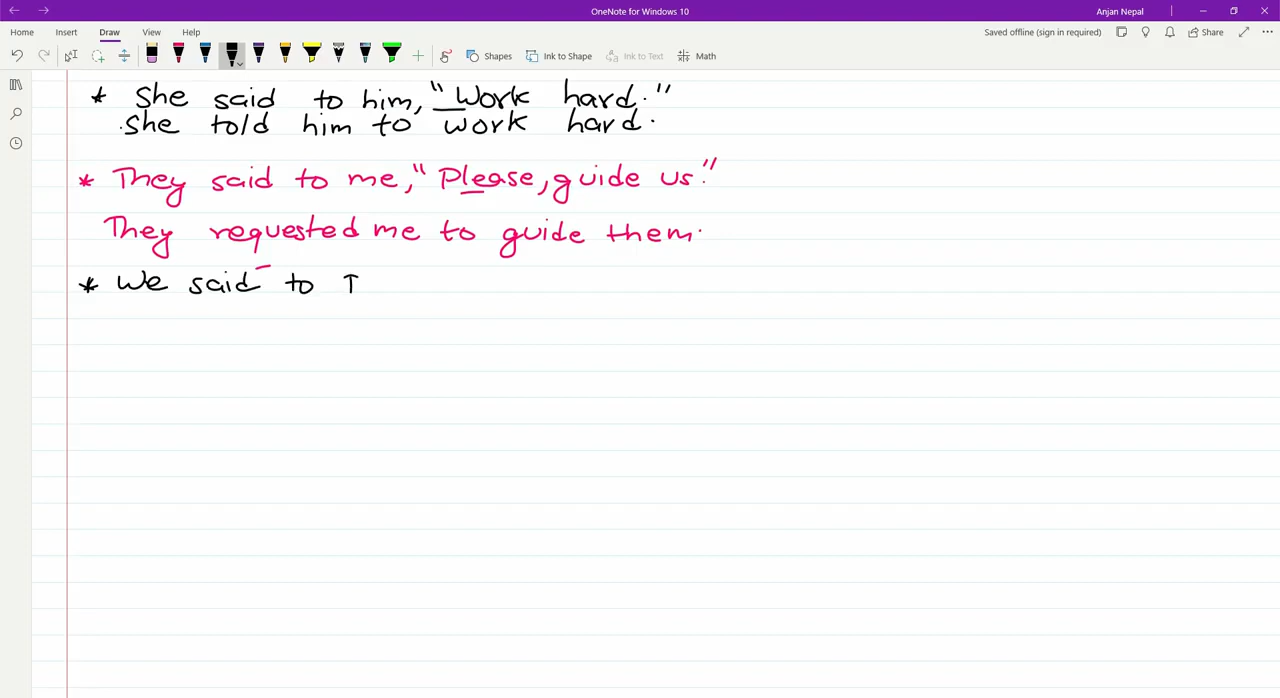 OneNote for Windows 10
Anjan Nepal
Home Insert Draw View Help
Saved offline (sign in required) Share
Shapes Ink to Shape Ink to Text Math
* She said to him, "Work hard."
She told him to work hard.
* They said to me, "Please, guide us."
They requested me to guide them.
* We said to